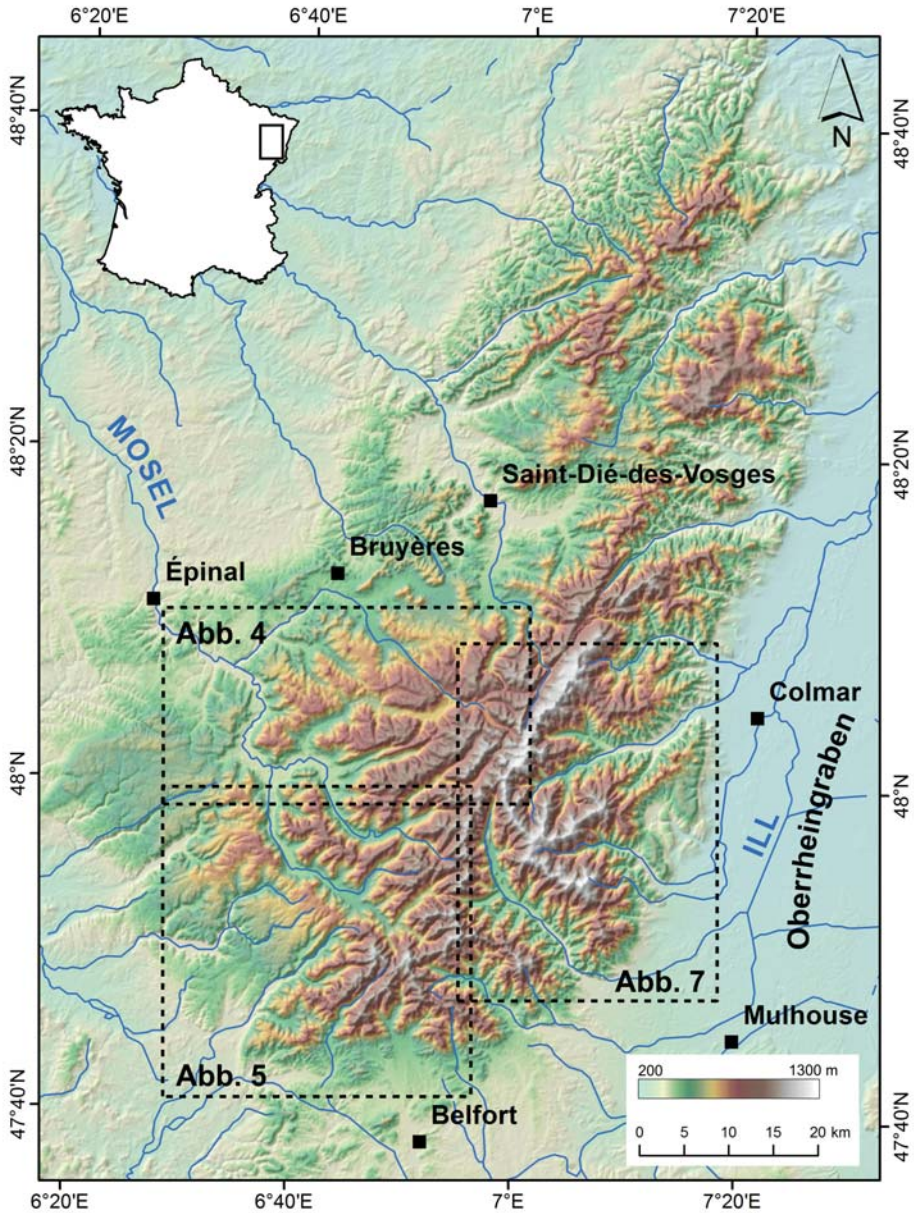 6°20'E
6°40'E
7°E
7°20'E
48°40'N
48°40'N
N
MOSEL
48°20'N
48°20'N
Saint-Dié-des-Vosges
Bruyères
Épinal
Abb. 4
Colmar
48°N
48°N
ILL
Oberrheingraben
Abb. 7
Mulhouse
Abb. 5
200 1300 m
0 5 10 15 20 km
47°40'N
47°40'N
Belfort
6°20'E
6°40'E
7°E
7°20'E